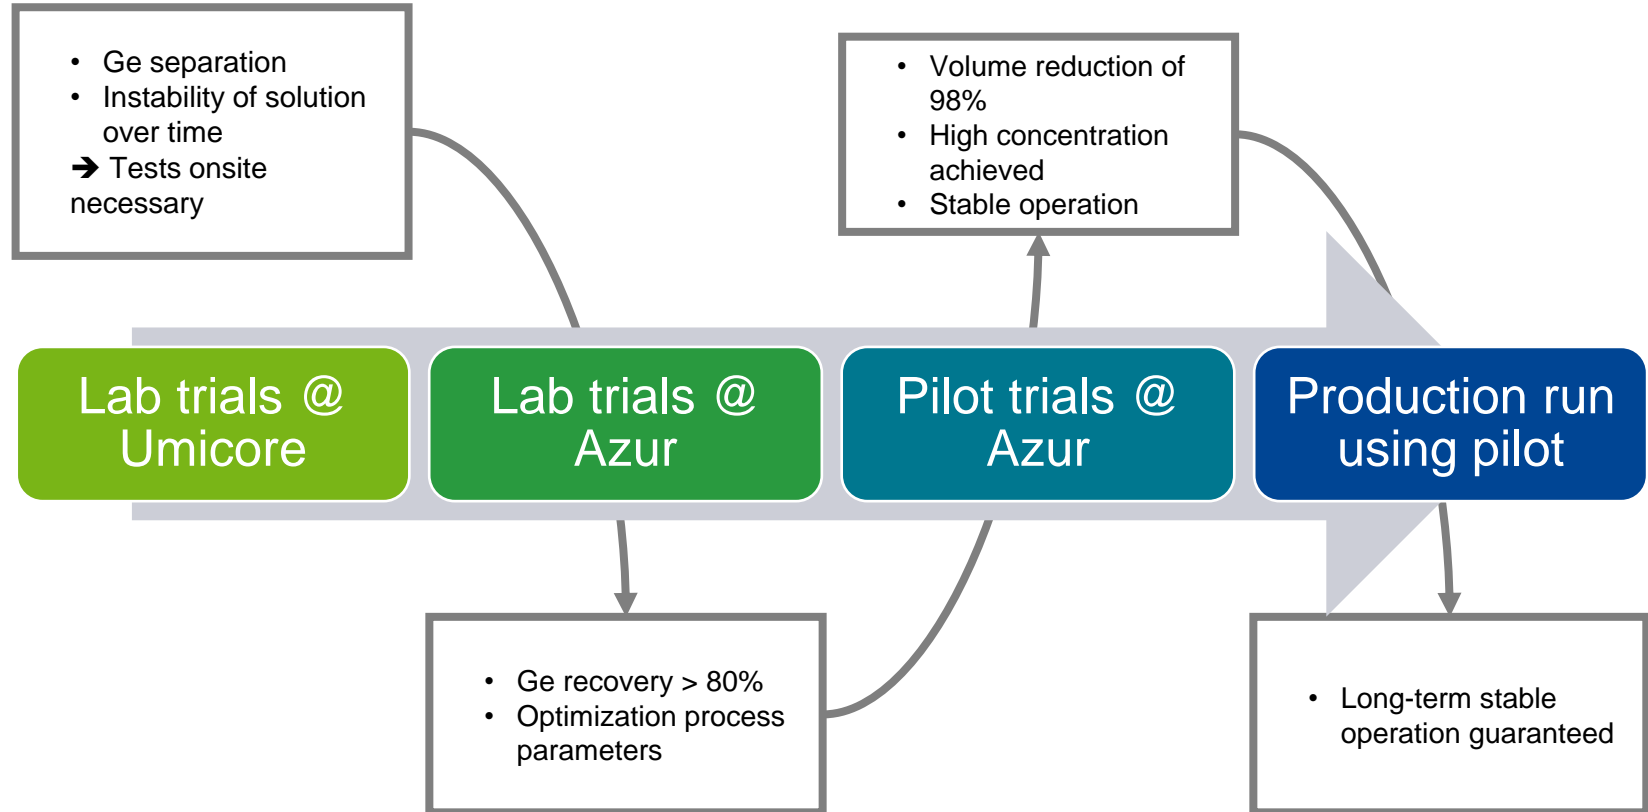 • Ge separation
• Instability of solution
over time
➔ Tests onsite
necessary
• Volume reduction of
98%
• High concentration
achieved
• Stable operation
Lab trials @
Umicore
Lab trials @
Azur
Pilot trials @
Azur
Production run
using pilot
• Ge recovery > 80%
• Optimization process
parameters
• Long-term stable
operation guaranteed